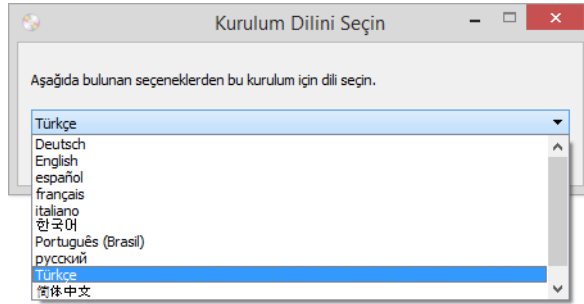 Kurulum Dilini Seçin
Aşağıda bulunan seçeneklerden bu kurulum için dili seçin.
Türkçe
Deutsch
English
español
français
italiano
한국어
Português (Brasil)
русский
Türkçe
简体中文